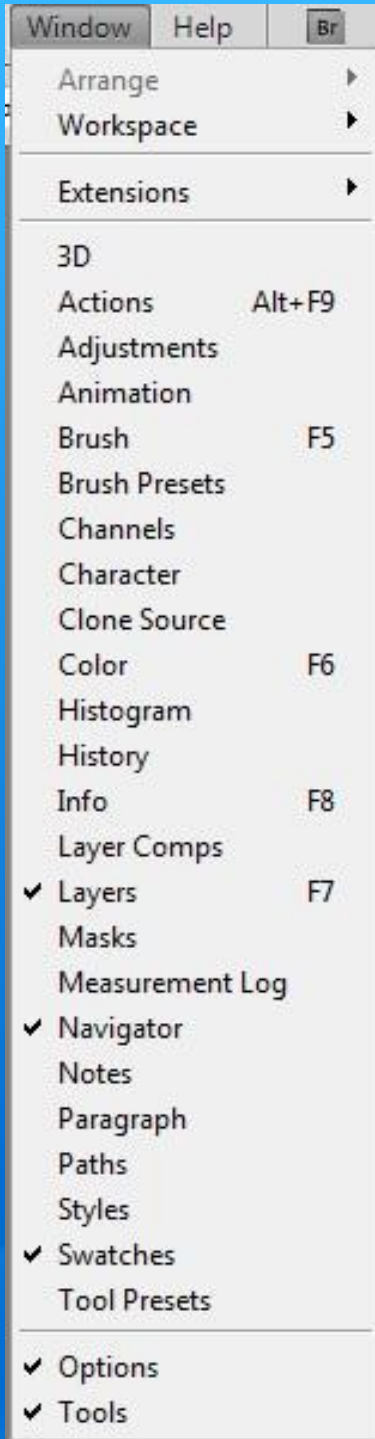 Window Help Br
Arrange
Workspace
Extensions
3D
Actions Alt+F9
Adjustments
Animation
Brush F5
Brush Presets
Channels
Character
Clone Source
Color F6
Histogram
History
Info F8
Layer Comps
Layers F7
Masks
Measurement Log
Navigator
Notes
Paragraph
Paths
Styles
Swatches
Tool Presets
Options
Tools